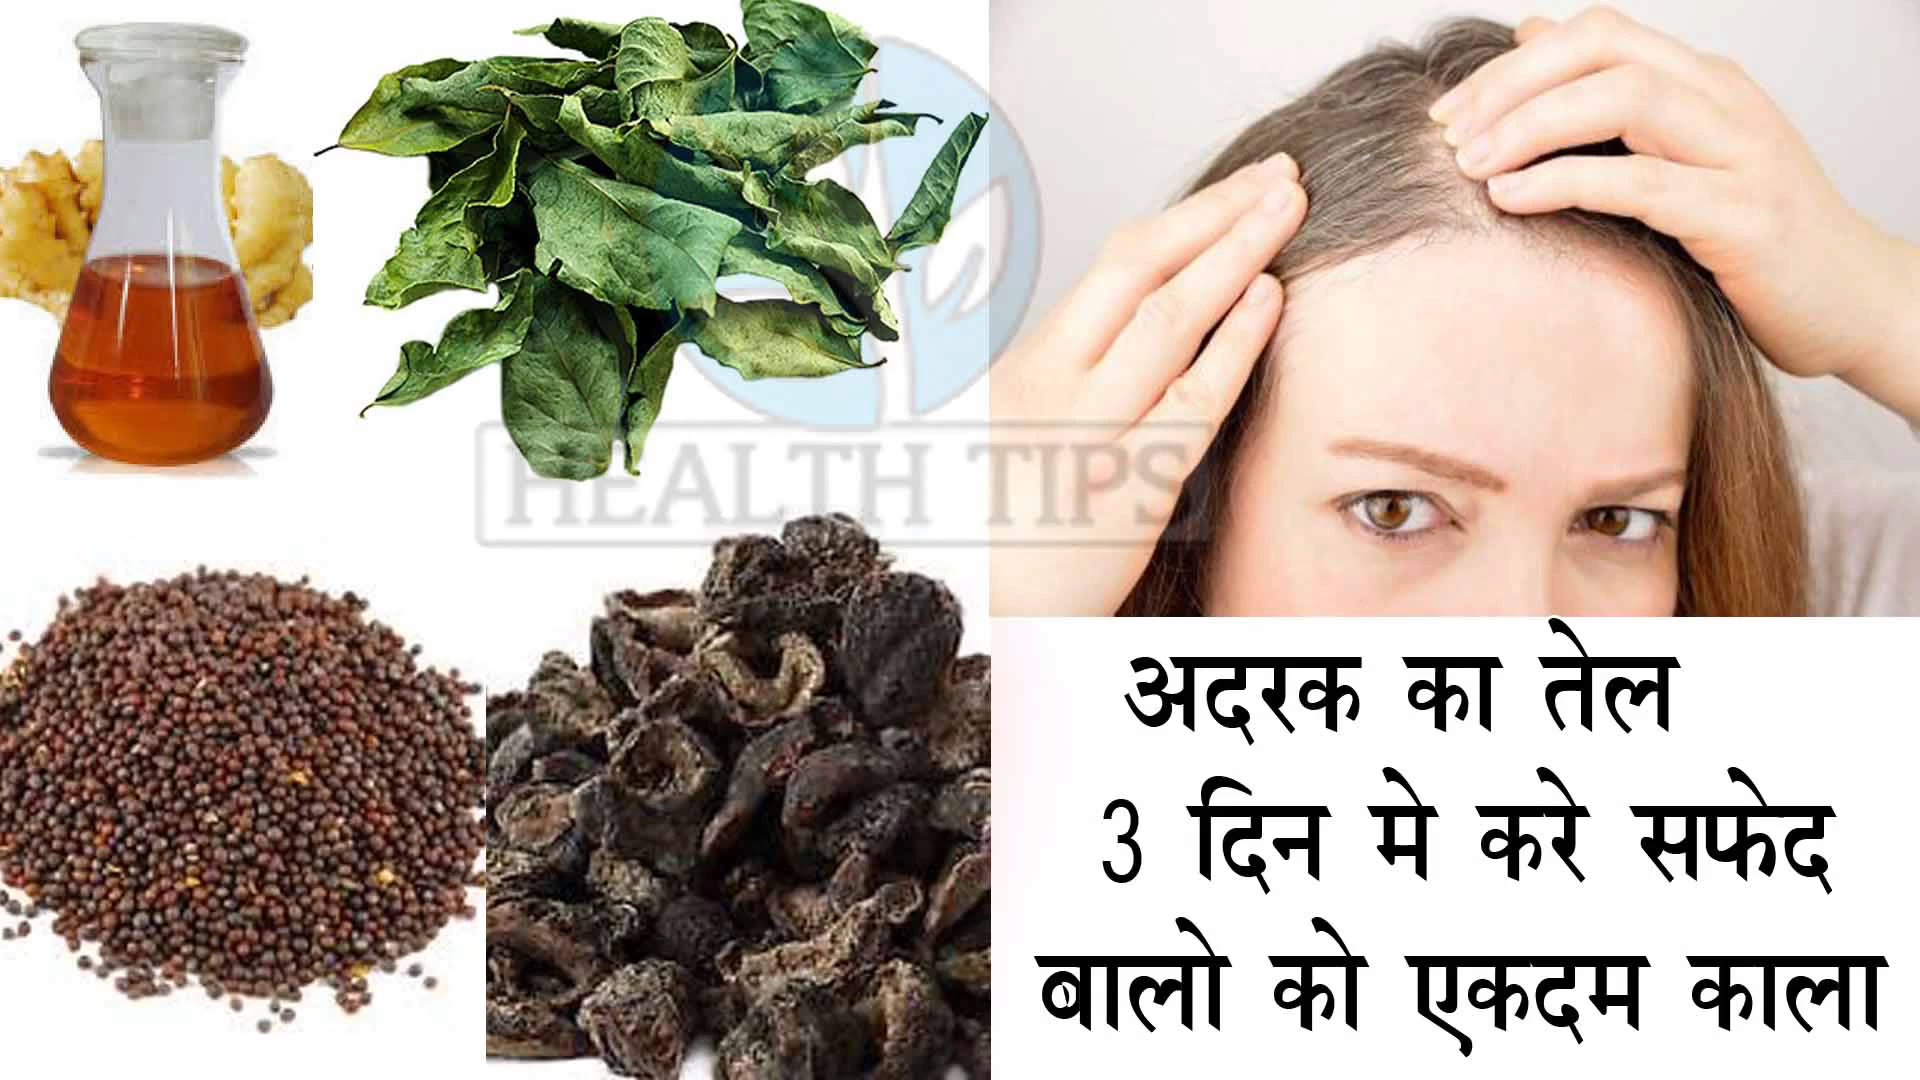 HEALTH TIPS
अदरक का तेल
3 दिन मे करे सफेद
बालो को एकदम काला